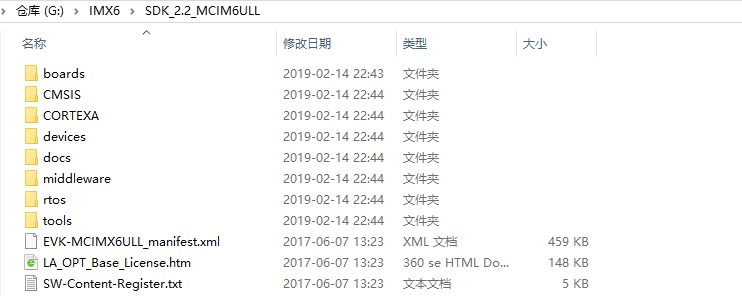 仓库 (G:) > IMX6 > SDK_2.2_MCIM6ULL
名称 修改日期 类型 大小
boards 2019-02-14 22:43 文件夹
CMSIS 2019-02-14 22:44 文件夹
CORTEXA 2019-02-14 22:44 文件夹
devices 2019-02-14 22:44 文件夹
docs 2019-02-14 22:44 文件夹
middleware 2019-02-14 22:44 文件夹
rtos 2019-02-14 22:44 文件夹
tools 2019-02-14 22:44 文件夹
EVK-MCIMX6ULL_manifest.xml 2017-06-07 13:23 XML 文档 459 KB
LA_OPT_Base_License.htm 2017-06-07 13:23 360 se HTML Do... 148 KB
SW-Content-Register.txt 2017-06-07 13:23 文本文档 5 KB